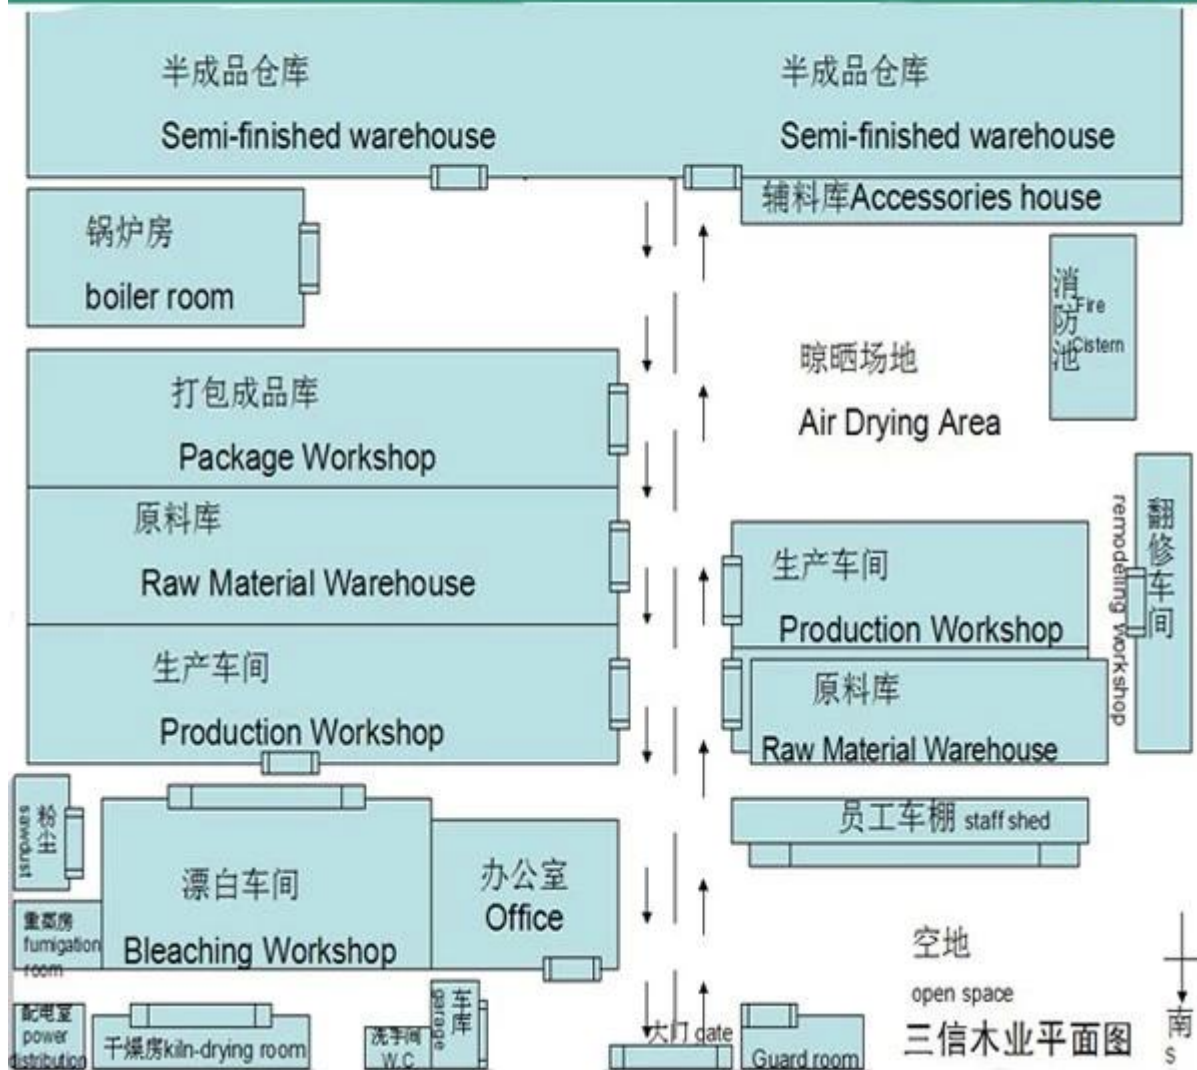 半成品仓库
Semi-finished warehouse
半成品仓库
Semi-finished warehouse
辅料库Accessories house
锅炉房
boiler room
消防池
Fire
Cistern
晾晒场地
Air Drying Area
打包成品库
Package Workshop
原料库
Raw Material Warehouse
生产车间
Production Workshop
生产车间
Production Workshop
原料库
Raw Material Warehouse
翻修车间
remodeling workshop
粉尘
sawdust
漂白车间
Bleaching Workshop
办公室
Office
员工车棚 staff shed
重蒸房
fumigation
room
空地
open space
配电室
power
distribution
干燥房kiln-drying room
洗手间
W.C
车库
garage
大门 gate
Guard room
三信木业平面图
南
S